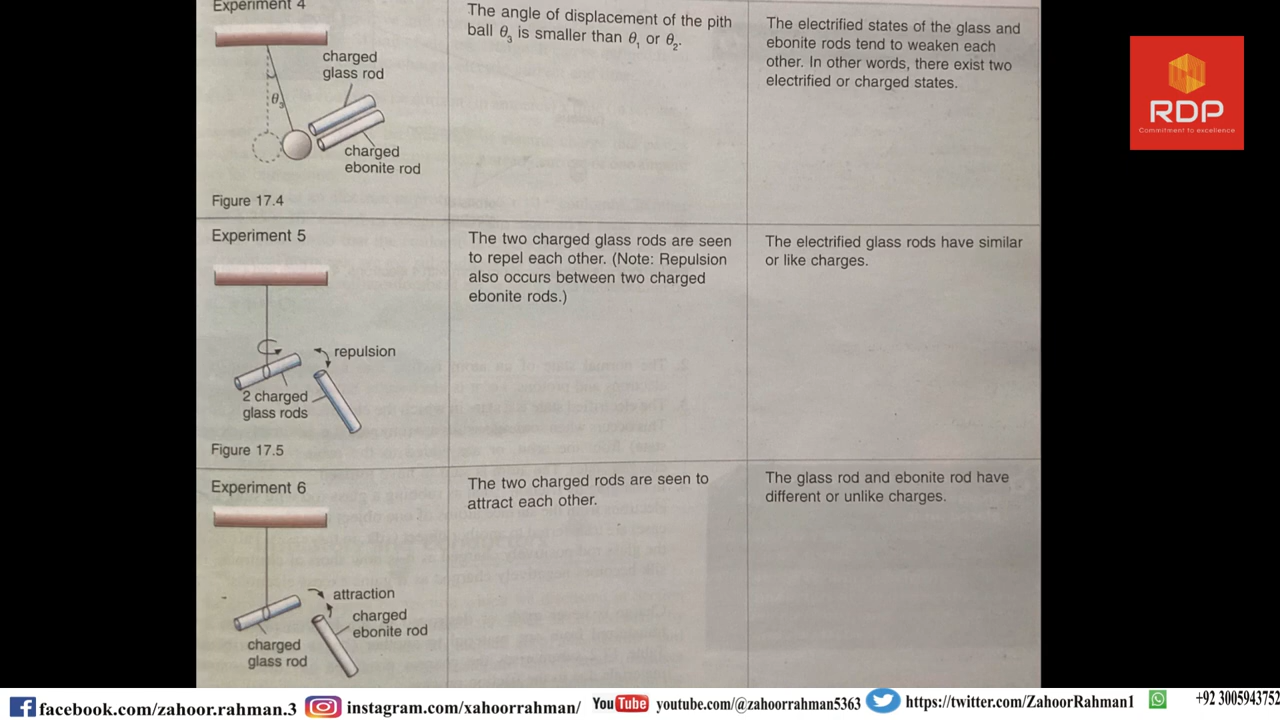 Experiment 4
charged
glass rod
θ3
charged
ebonite rod
Figure 17.4
The angle of displacement of the pith
ball θ3 is smaller than θ1 or θ2.
The electrified states of the glass and
ebonite rods tend to weaken each
other. In other words, there exist two
electrified or charged states.
Experiment 5
repulsion
2 charged
glass rods
Figure 17.5
The two charged glass rods are seen
to repel each other. (Note: Repulsion
also occurs between two charged
ebonite rods.)
The electrified glass rods have similar
or like charges.
Experiment 6
attraction
charged
ebonite rod
charged
glass rod
The two charged rods are seen to
attract each other.
The glass rod and ebonite rod have
different or unlike charges.
RDP
Commitment to excellence
facebook.com/zahoor.rahman.3
instagram.com/xahoorrahman/
YouTube youtube.com/@zahoorrahman5363
https://twitter.com/ZahoorRahman1
+92 3005943752